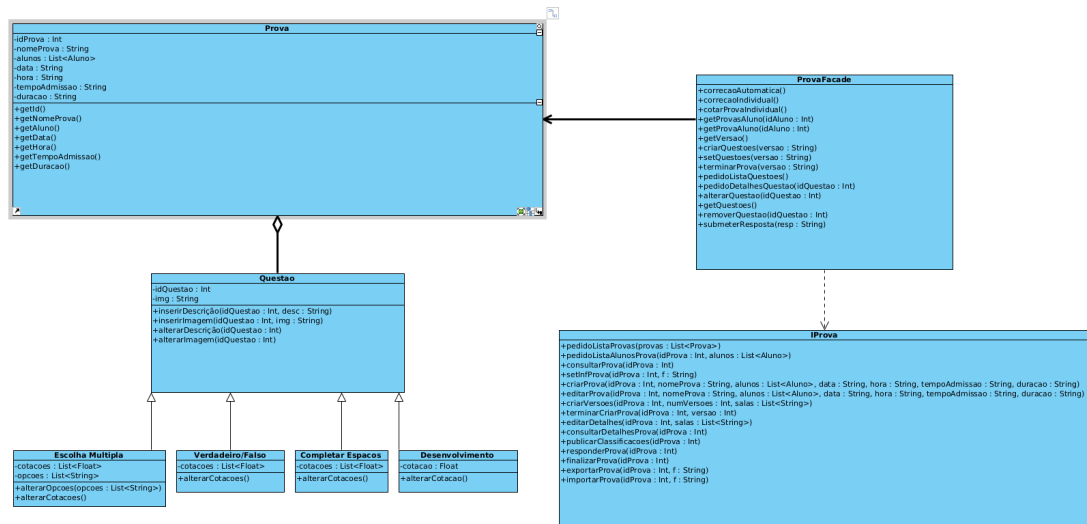 Prova
-idProva : Int
-nomeProva : String
-alunos : List<Aluno>
-data : String
-hora : String
-tempoAdmissao : String
-duracao : String
+getId()
+getNomeProva()
+getAluno()
+getData()
+getHora()
+getTempoAdmissao()
+getDuracao()
ProvaFacade
+correcaoAutomatica()
+correcaoIndividual()
+cotarProvaIndividual()
+getProvasAluno(idAluno : Int)
+getProvaAluno(idAluno : Int)
+getVersao()
+criarQuestoes(versao : String)
+setQuestoes(versao : String)
+terminarProva(versao : String)
+pedidoListaQuestoes()
+pedidoDetalhesQuestao(idQuestao : Int)
+alterarQuestao(idQuestao : Int)
+getQuestoes()
+removerQuestao(idQuestao : Int)
+submeterResposta(resp : String)
Questao
-idQuestao : Int
-img : String
+inserirDescrição(idQuestao : Int, desc : String)
+inserirImagem(idQuestao : Int, img : String)
+alterarDescrição(idQuestao : Int)
+alterarImagem(idQuestao : Int)
IProva
+pedidoListaProvas(provas : List<Prova>)
+pedidoListaAlunosProva(idProva : Int, alunos : List<Aluno>)
+consultarProva(idProva : Int)
+setInfProva(idProva : Int, f : String)
+criarProva(idProva : Int, nomeProva : String, alunos : List<Aluno>, data : String, hora : String, tempoAdmissao : String, duracao : String)
+editarProva(idProva : Int, nomeProva : String, alunos : List<Aluno>, data : String, hora : String, tempoAdmissao : String, duracao : String)
+criarVersoes(idProva : Int, numVersoes : Int, salas : List<String>)
+terminarCriarProva(idProva : Int, versao : Int)
+editarDetalhes(idProva : Int, salas : List<String>)
+consultarDetalhesProva(idProva : Int)
+publicarClassificacoes(idProva : Int)
+responderProva(idProva : Int)
+finalizarProva(idProva : Int)
+exportarProva(idProva : Int, f : String)
+importarProva(idProva : Int, f : String)
Escolha Multipla
-cotacoes : List<Float>
-opcoes : List<String>
+alterarOpcoes(opcoes : List<String>)
+alterarCotacoes()
Verdadeiro/Falso
-cotacoes : List<Float>
+alterarCotacoes()
Completar Espacos
-cotacoes : List<Float>
+alterarCotacoes()
Desenvolvimento
-cotacao : Float
+alterarCotacao()